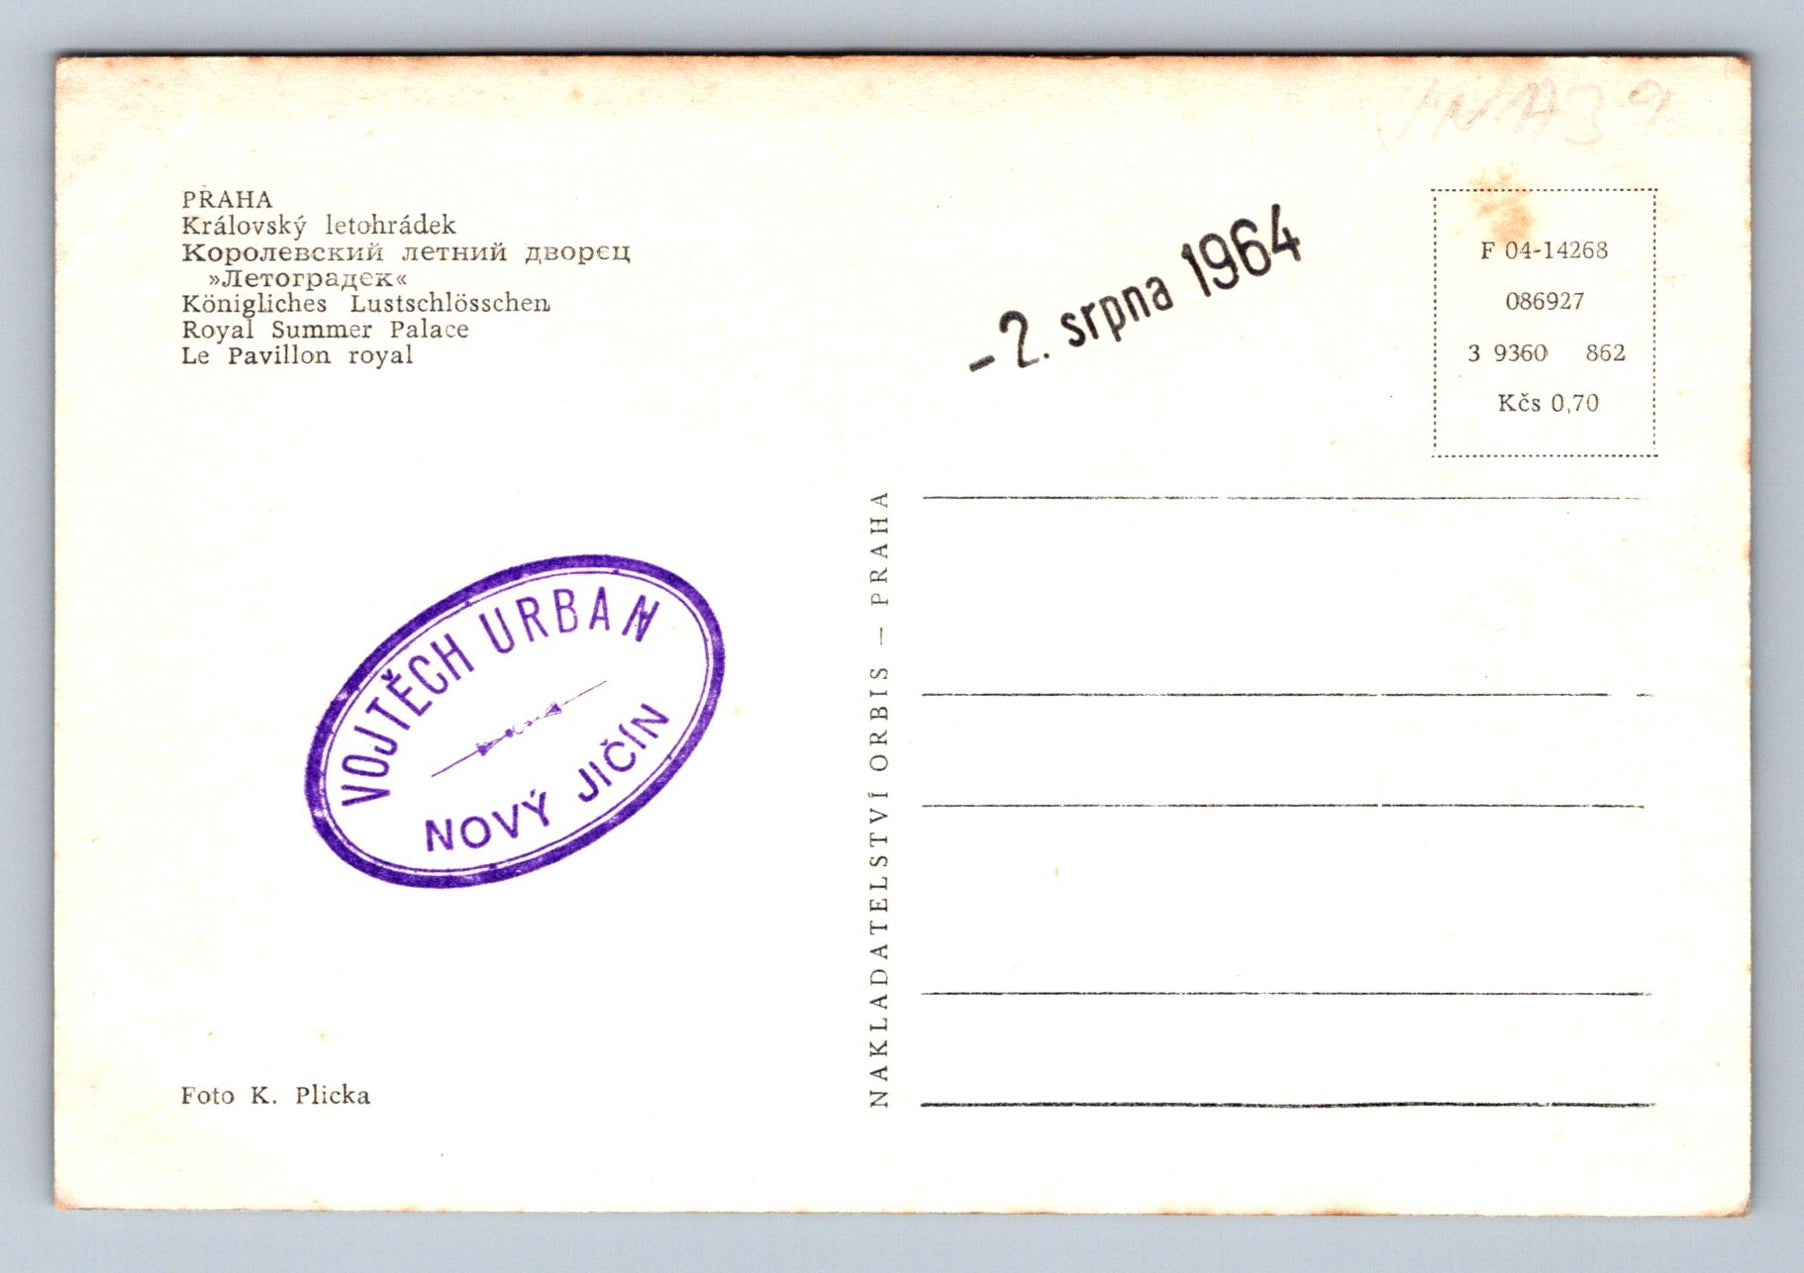 PRAHA
Královský letohrádek
Королевский летний дворец
»Летоградек«
Königliches Lustschlösschen
Royal Summer Palace
Le Pavillon royal
-2. srpna 1964
F 04-14268
086927
3 9360 862
Kčs 0,70
VOJTĚCH URBAN
NOVÝ JIČÍN
NAKLADATELSTVÍ ORBIS — PRAHA
Foto K. Plicka